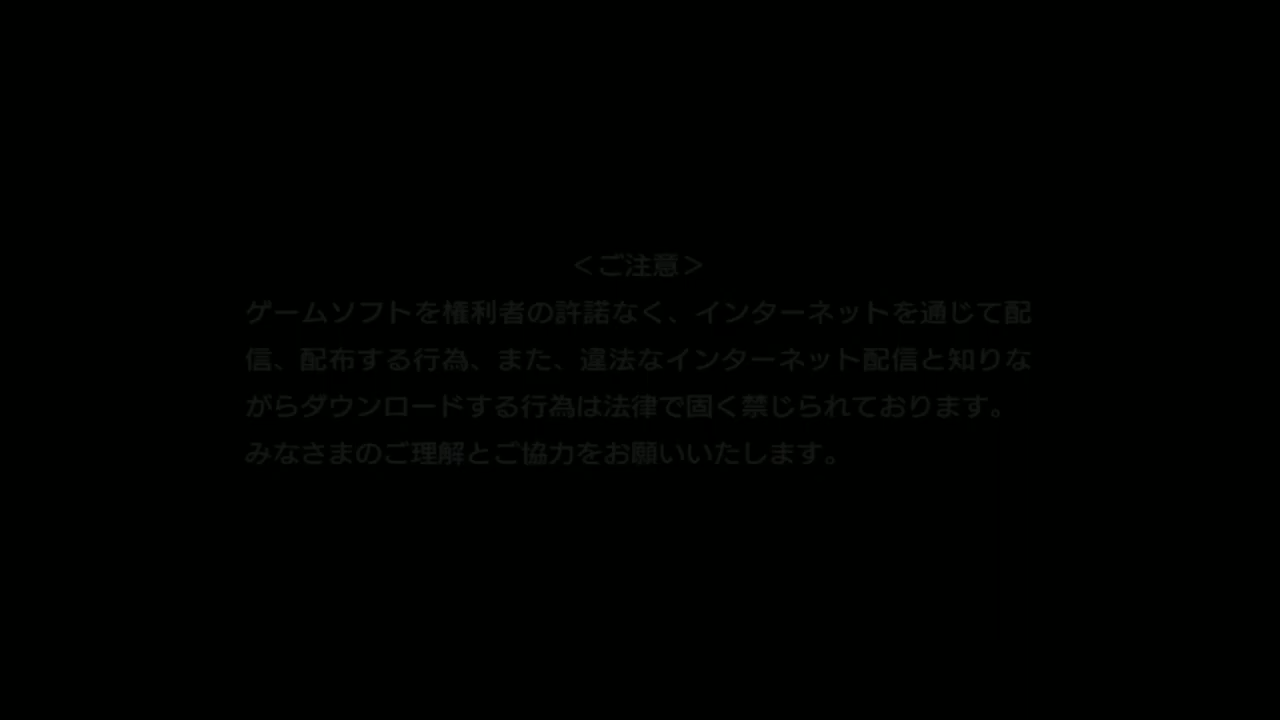 ＜ご注意＞
ゲームソフトを権利者の許諾なく、インターネットを通じて配
信、配布する行為、また、違法なインターネット配信と知りな
がらダウンロードする行為は法律で固く禁じられております。
みなさまのご理解とご協力をお願いいたします。